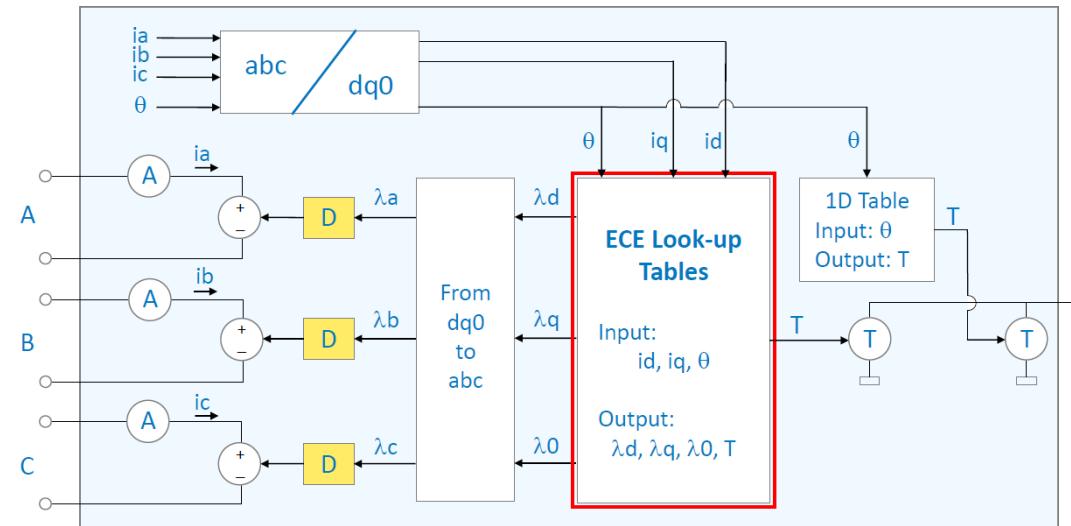 ia
ib
ic
θ
abc
dq0
θ
iq
id
θ
A
ia
A
+
−
D
λa
λd
B
ib
A
+
−
D
λb
λq
C
ic
A
+
−
D
λc
λ0
From
dq0
to
abc
ECE Look-up
Tables
Input:
id, iq, θ
Output:
λd, λq, λ0, T
1D Table
Input: θ
Output: T
T
T
T
T